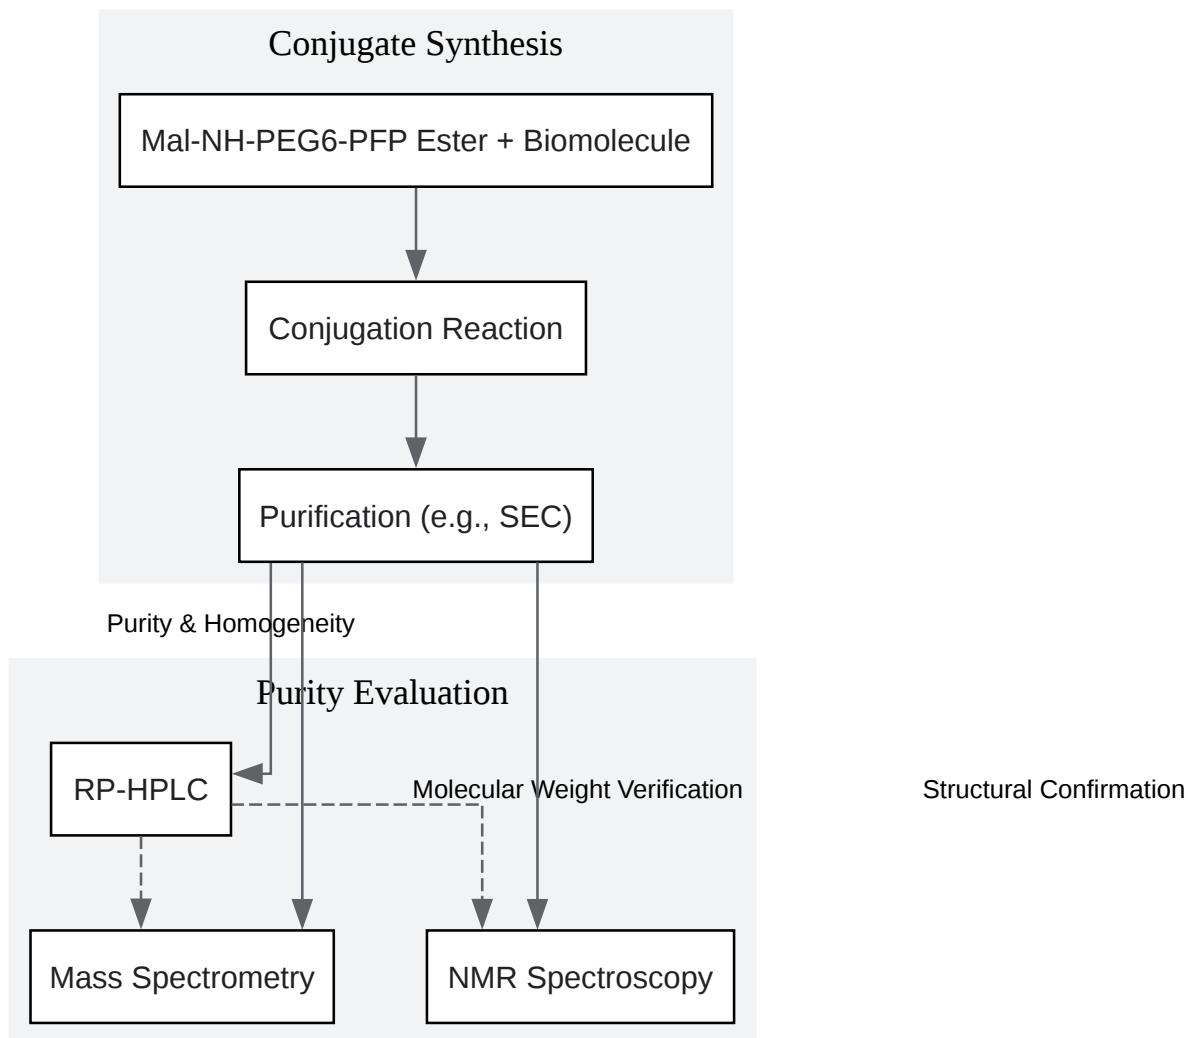 Conjugate Synthesis
Mal-NH-PEG6-PFP Ester + Biomolecule
Conjugation Reaction
Purification (e.g., SEC)
Purity & Homogeneity
Purity Evaluation
RP-HPLC
Molecular Weight Verification
Structural Confirmation
Mass Spectrometry
NMR Spectroscopy